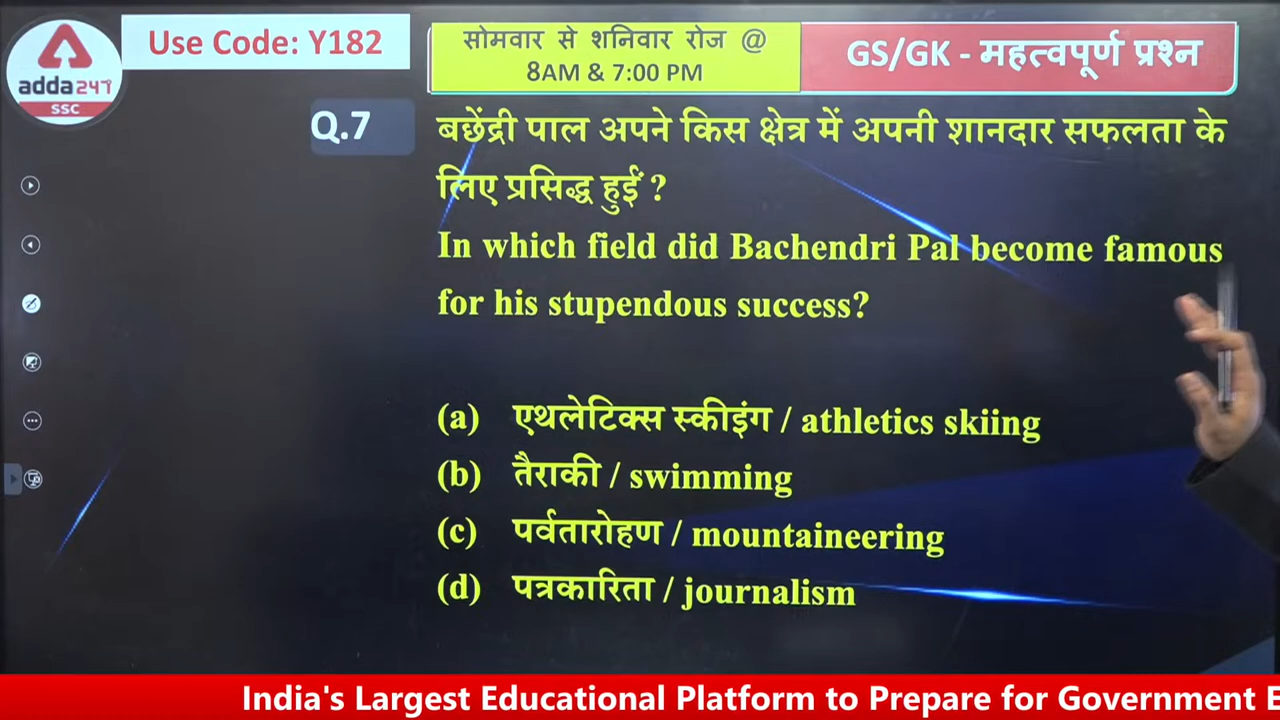 adda247
SSC
Use Code: Y182
सोमवार से शनिवार रोज @
8AM & 7:00 PM
GS/GK - महत्वपूर्ण प्रश्न
Q.7
बछेंद्री पाल अपने किस क्षेत्र में अपनी शानदार सफलता के
लिए प्रसिद्ध हुईं ?
In which field did Bachendri Pal become famous
for his stupendous success?
(a) एथलेटिक्स स्कीइंग / athletics skiing
(b) तैराकी / swimming
(c) पर्वतारोहण / mountaineering
(d) पत्रकारिता / journalism
India's Largest Educational Platform to Prepare for Government E